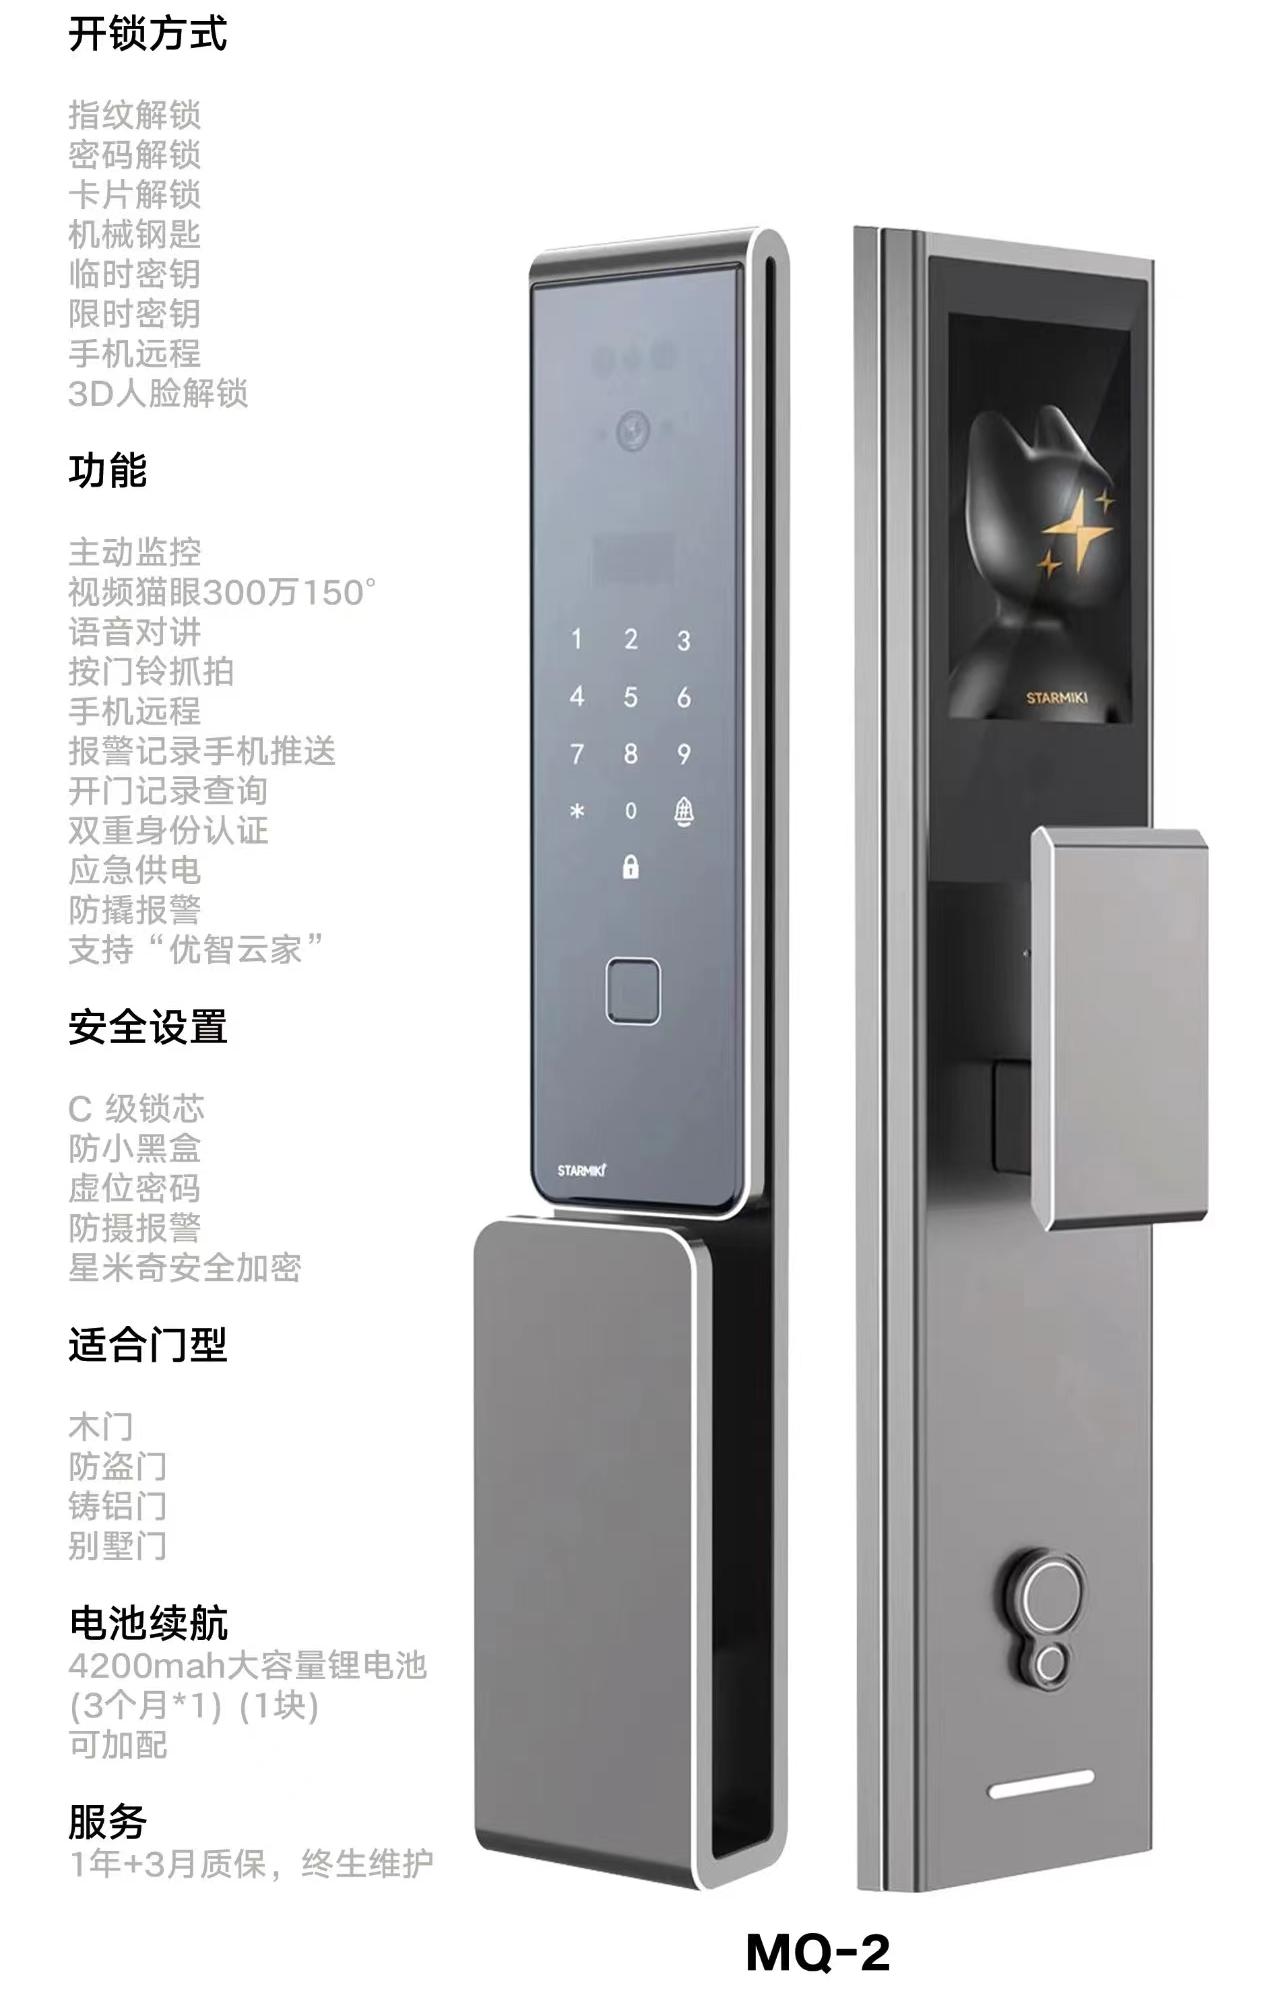 开锁方式
指纹解锁
密码解锁
卡片解锁
机械钥匙
临时密钥
限时密钥
手机远程
3D人脸解锁
功能
主动监控
视频猫眼300万150°
语音对讲
按门铃抓拍
手机远程
报警记录手机推送
开门记录查询
双重身份认证
应急供电
防撬报警
支持“优智云家”
安全设置
C 级锁芯
防小黑盒
虚位密码
防摄报警
星米奇安全加密
适合门型
木门
防盗门
铸铝门
别墅门
电池续航
4200mah大容量锂电池
(3个月*1) (1块)
可加配
服务
1年+3月质保，终生维护
1 2 3
4 5 6
7 8 9
* 0
STARMIKI
STARMIKI
MQ-2